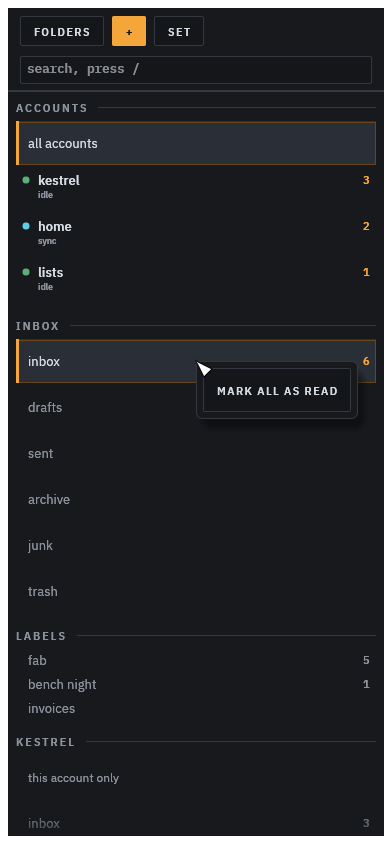 FOLDERS + SET
search, press /
ACCOUNTS
all accounts
kestrel 3
idle
home 2
sync
lists 1
idle
INBOX
inbox 6
MARK ALL AS READ
drafts
sent
archive
junk
trash
LABELS
fab 5
bench night 1
invoices
KESTREL
this account only
inbox 3